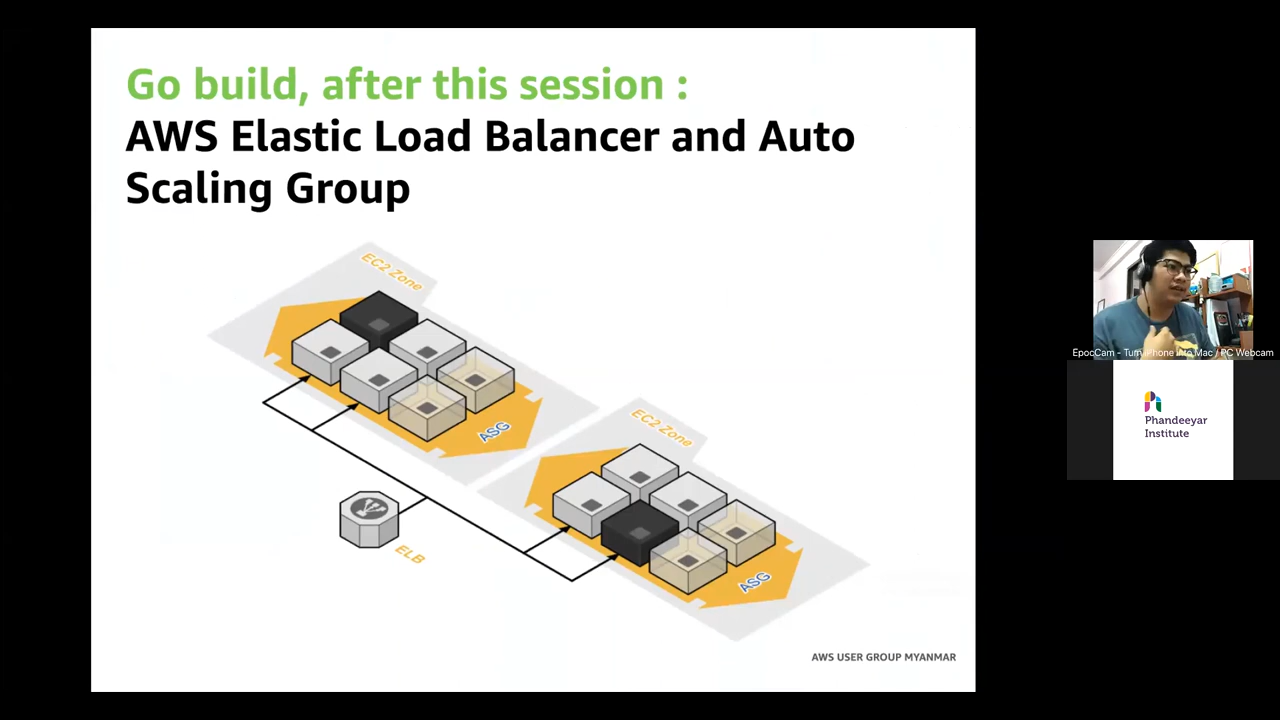 Go build, after this session :
AWS Elastic Load Balancer and Auto
Scaling Group
EC2 Zone
ASG
EC2 Zone
ASG
ELB
AWS USER GROUP MYANMAR
EpocCam - Turn iPhone into Mac / PC Webcam
Phandeeyar
Institute